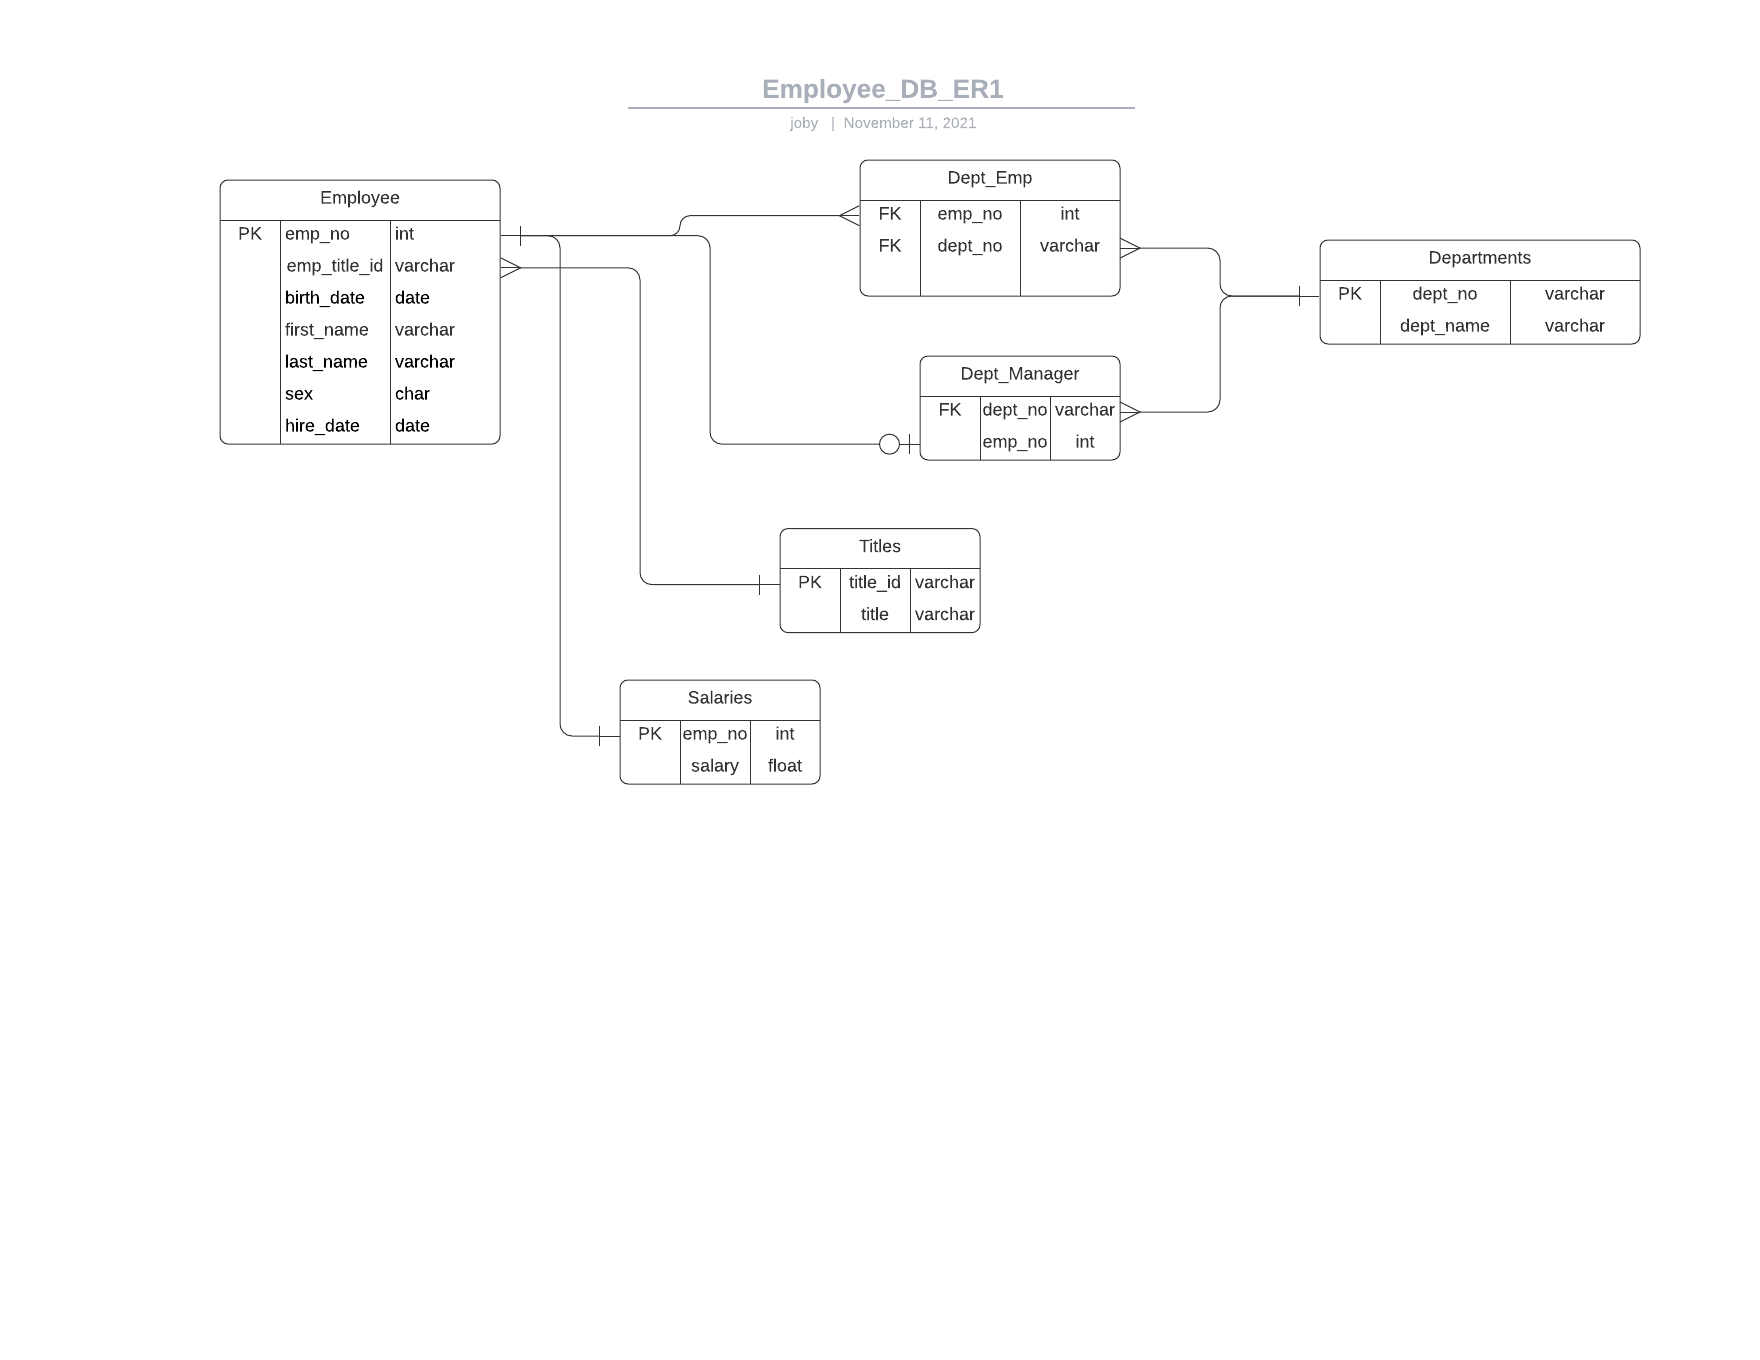 Employee_DB_ER1
joby | November 11, 2021
Employee
PK emp_no int
emp_title_id varchar
birth_date date
first_name varchar
last_name varchar
sex char
hire_date date
Dept_Emp
FK emp_no int
FK dept_no varchar
Departments
PK dept_no varchar
dept_name varchar
Dept_Manager
FK dept_no varchar
emp_no int
Titles
PK title_id varchar
title varchar
Salaries
PK emp_no int
salary float